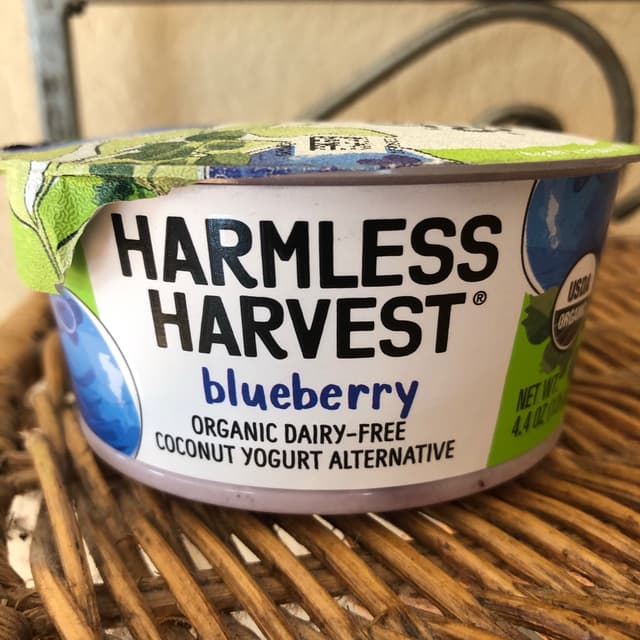 HARMLESS
HARVEST®
blueberry
ORGANIC DAIRY-FREE
COCONUT YOGURT ALTERNATIVE
USDA
ORGANIC
NET WT
4.4 OZ